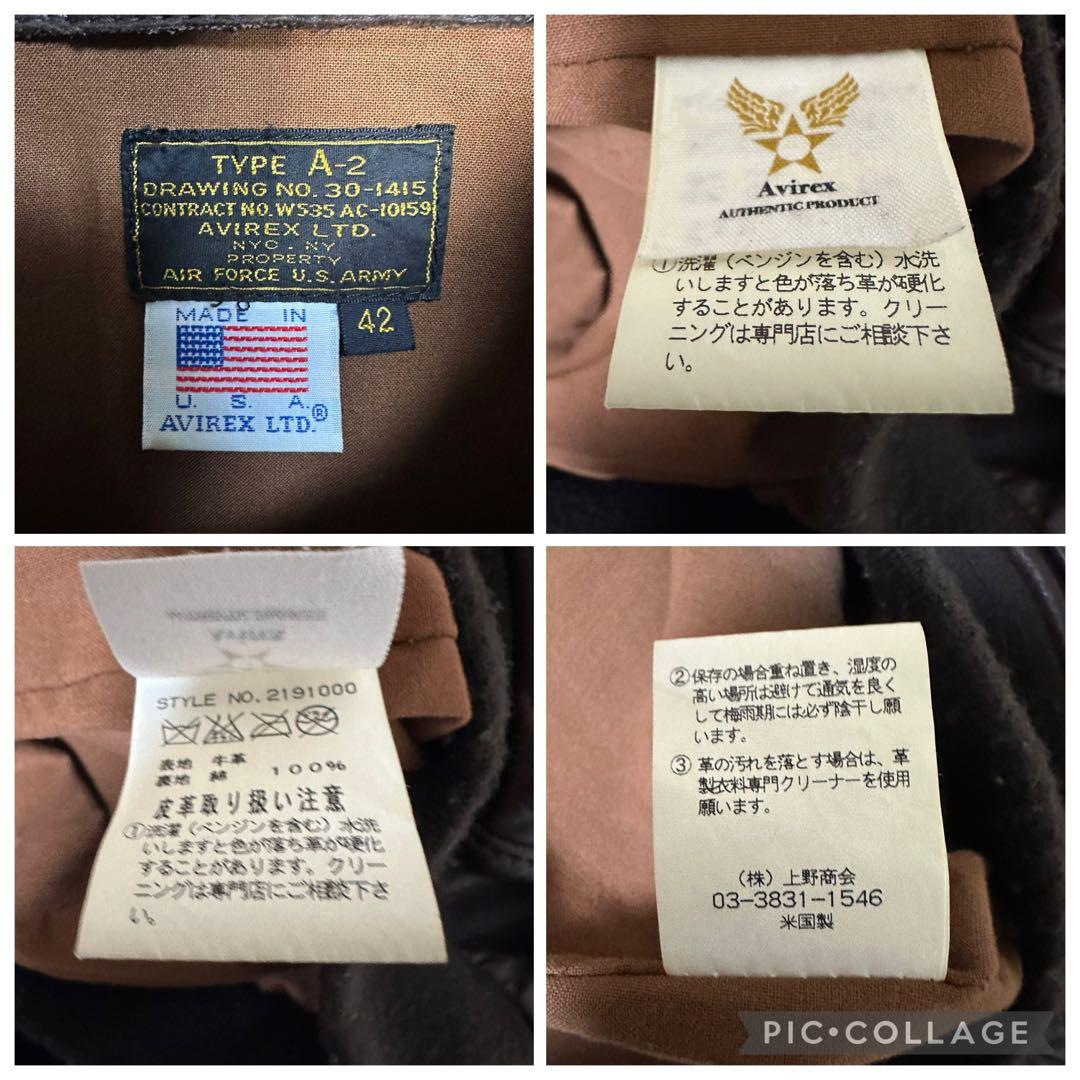 TYPE A-2
DRAWING NO. 30-1415
CONTRACT NO. W535 AC-10159
AVIREX LTD.
NYC. NY
PROPERTY
AIR FORCE U.S. ARMY
42
MADE IN
U. S. A.
AVIREX LTD.®
Avirex
AUTHENTIC PRODUCT
①洗濯（ベンジンを含む）水洗
いしますと色が落ち革が硬化
することがあります。クリー
ニングは専門店にご相談下さ
い。
STYLE NO. 2191000
表地 牛革
裏地 綿 100%
皮革取り扱い注意
①洗濯（ベンジンを含む）水洗
いしますと色が落ち革が硬化
することがあります。クリー
ニングは専門店にご相談下さ
い。
②保存の場合重ね置き、湿度の
高い場所は避けて通気を良く
して梅雨期には必ず陰干し願
います。
③革の汚れを落とす場合は、革
製衣料専門クリーナーを使用
願います。
（株）上野商会
03-3831-1546
米国製
PIC•COLLAGE